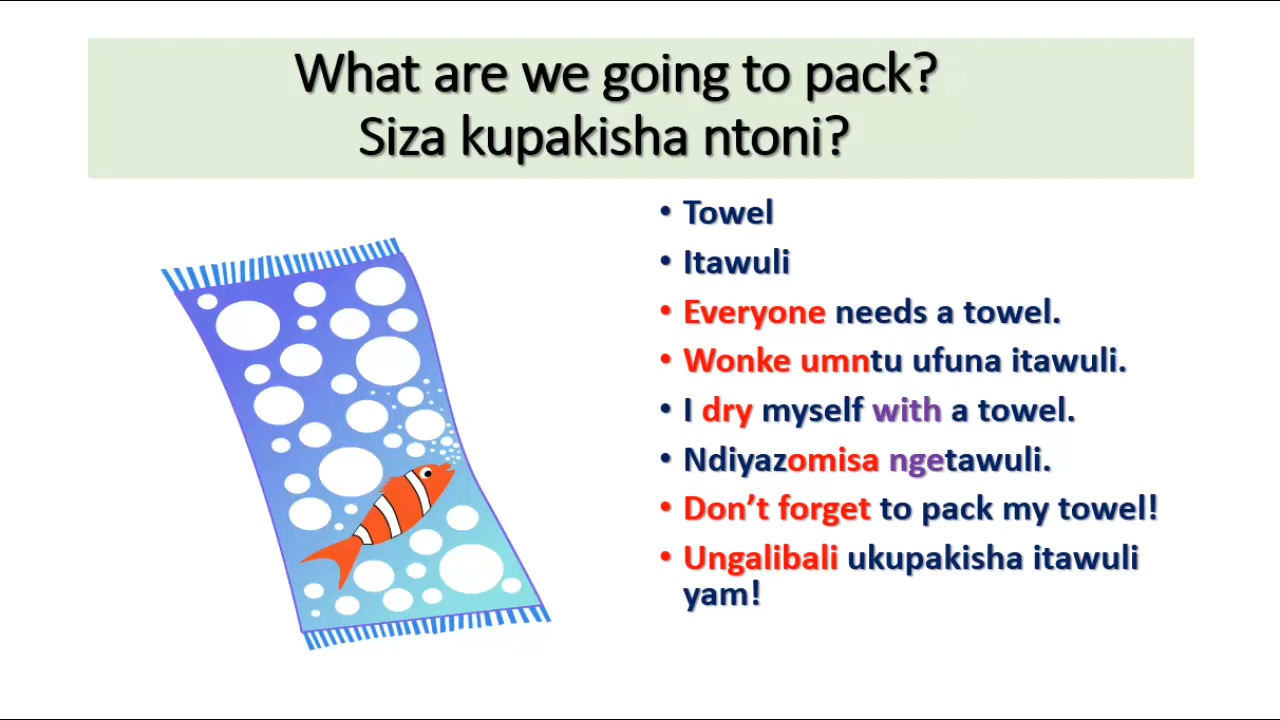 What are we going to pack?
Siza kupakisha ntoni?
• Towel
• Itawuli
• Everyone needs a towel.
• Wonke umntu ufuna itawuli.
• I dry myself with a towel.
• Ndiyazomisa ngetawuli.
• Don’t forget to pack my towel!
• Ungalibali ukupakisha itawuli
yam!